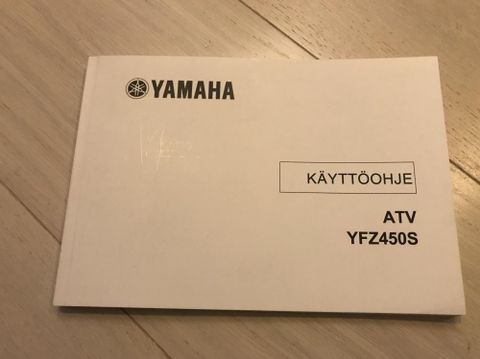 YAMAHA
KÄYTTÖOHJE
ATV
YFZ450S